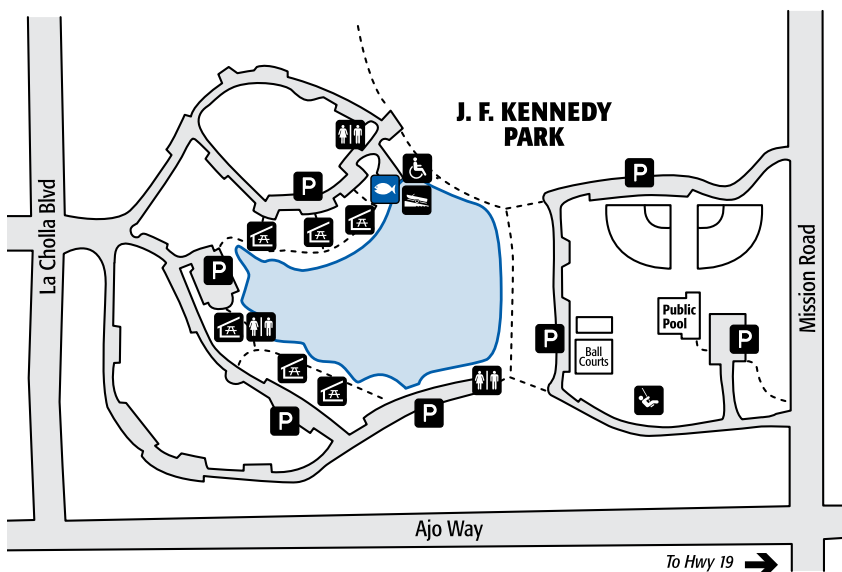 J. F. KENNEDY
PARK
P
P
P
P
P
P
P
La Cholla Blvd
Mission Road
Public
Pool
Ball
Courts
Ajo Way
To Hwy 19